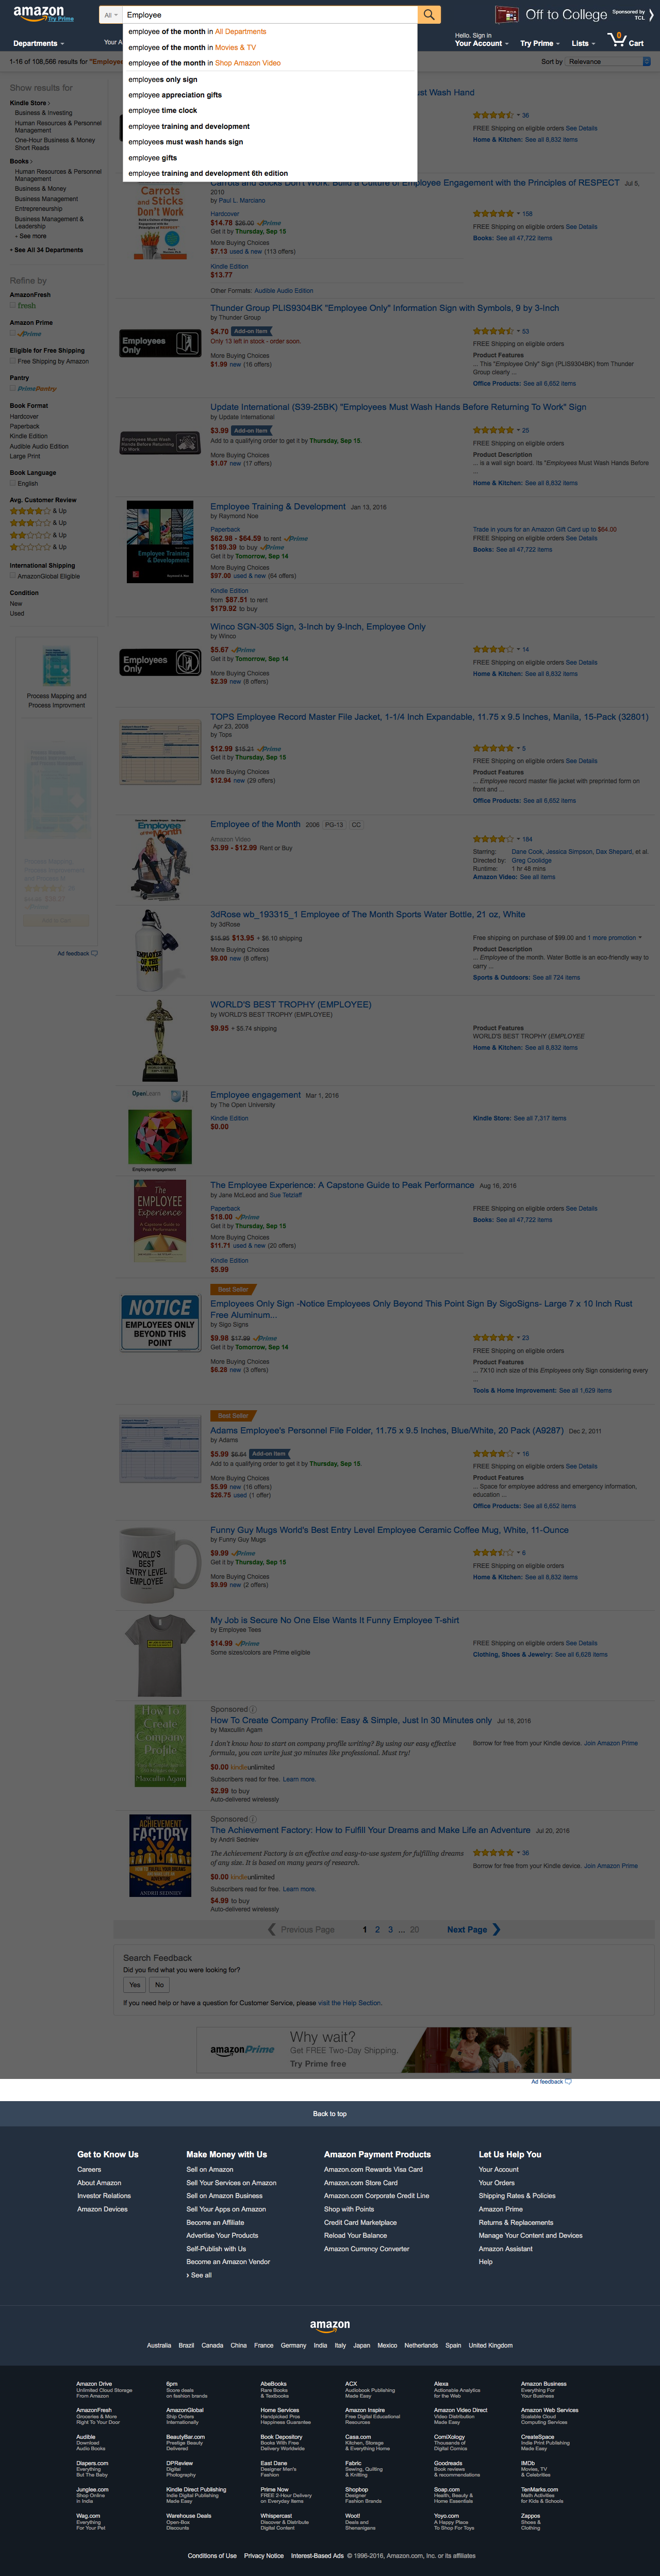 amazon
Try Prime
All
Employee
Off to College
Sponsored by
TCL
Departments
Your A
Hello. Sign in
Your Account
Try Prime
Lists
0
Cart
employee of the month in All Departments
employee of the month in Movies & TV
employee of the month in Shop Amazon Video
employees only sign
employee appreciation gifts
employee time clock
employee training and development
employees must wash hands sign
employee gifts
employee training and development 6th edition
1-16 of 108,566 results for "Employe
Sort by Relevance
Show results for
Kindle Store
Business & Investing
Human Resources & Personnel
Management
One-Hour Business & Money
Short Reads
Books
Human Resources & Personnel
Management
Business & Money
Business Management
Entrepreneurship
Business Management &
Leadership
See more
See All 34 Departments
Refine by
AmazonFresh
fresh
Amazon Prime
Prime
Eligible for Free Shipping
Free Shipping by Amazon
Pantry
PrimePantry
Book Format
Hardcover
Paperback
Kindle Edition
Audible Audio Edition
Large Print
Book Language
English
Avg. Customer Review
& Up
& Up
& Up
& Up
International Shipping
AmazonGlobal Eligible
Condition
New
Used
Process Mapping and
Process Improvment
Ad feedback
ust Wash Hand
36
FREE Shipping on eligible orders See Details
Home & Kitchen: See all 8,832 items
Carrots and Sticks Don't Work: Build a Culture of Employee Engagement with the Principles of RESPECT Jul 5,
2010
by Paul L. Marciano
Hardcover
$14.78 $26.00 Prime
Get it by Thursday, Sep 15
More Buying Choices
$7.13 used & new (113 offers)
Kindle Edition
$13.77
Other Formats: Audible Audio Edition
158
FREE Shipping on eligible orders See Details
Books: See all 47,722 items
Carrots
and Sticks
Don't
Work
Thunder Group PLIS9304BK "Employee Only" Information Sign with Symbols, 9 by 3-Inch
by Thunder Group
$4.70 Add-on Item
Only 13 left in stock - order soon.
More Buying Choices
$1.99 new (16 offers)
53
FREE Shipping on eligible orders
Product Features
... This "Employee Only" Sign (PLIS9304BK) from Thunder
Group clearly ...
Office Products: See all 6,652 items
Employees
Only
Update International (S39-25BK) "Employees Must Wash Hands Before Returning To Work" Sign
by Update International
$3.99 Add-on Item
Add to a qualifying order to get it by Thursday, Sep 15.
More Buying Choices
$1.07 new (17 offers)
25
FREE Shipping on eligible orders
Product Description
... is a wall sign board. Its "Employees Must Wash Hands Before
...
Home & Kitchen: See all 8,832 items
Employees Must Wash
Hands Before Returning
To Work
Employee Training & Development Jan 13, 2016
by Raymond Noe
Paperback
$62.98 - $64.59 to rent Prime
$189.39 to buy Prime
Get it by Tomorrow, Sep 14
More Buying Choices
$97.00 used & new (64 offers)
Kindle Edition
from $87.51 to rent
$179.92 to buy
Trade in yours for an Amazon Gift Card up to $64.00
FREE Shipping on eligible orders See Details
Books: See all 47,722 items
Employee Training
& Development
Winco SGN-305 Sign, 3-Inch by 9-Inch, Employee Only
by Winco
$5.67 Prime
Get it by Tomorrow, Sep 14
More Buying Choices
$2.39 new (8 offers)
14
FREE Shipping on eligible orders See Details
Home & Kitchen: See all 8,832 items
Employees
Only
TOPS Employee Record Master File Jacket, 1-1/4 Inch Expandable, 11.75 x 9.5 Inches, Manila, 15-Pack (32801)
Apr 23, 2008
by Tops
$12.99 $15.21 Prime
Get it by Thursday, Sep 15
More Buying Choices
$12.94 new (29 offers)
5
FREE Shipping on eligible orders See Details
Product Features
... Employee record master file jacket with preprinted form on
front and ...
Office Products: See all 6,652 items
Employee of the Month 2006 PG-13 CC
Amazon Video
$3.99 - $12.99 Rent or Buy
184
Starring: Dane Cook, Jessica Simpson, Dax Shepard, et al.
Directed by: Greg Coolidge
Runtime: 1 hr 48 mins
Amazon Video: See all items
Employee
Month
3dRose wb_193315_1 Employee of The Month Sports Water Bottle, 21 oz, White
by 3dRose
$15.99 $13.95 + $6.10 shipping
More Buying Choices
$9.08 new (8 offers)
Free shipping on purchase of $99.00 and 1 more promotion
Product Description
... Employee of the month. Water Bottle is an eco-friendly way to
carry ...
Sports & Outdoors: See all 724 items
EMPLOYEE
OF THE
MONTH
WORLD'S BEST TROPHY (EMPLOYEE)
by WORLD'S BEST TROPHY (EMPLOYEE)
$9.95 + $5.74 shipping
Product Features
WORLD'S BEST TROPHY (EMPLOYEE
Home & Kitchen: See all 8,832 items
Employee engagement Mar 1, 2016
by The Open University
Kindle Edition
$0.00
Kindle Store: See all 7,317 items
OpenLearn
Employee engagement
The Employee Experience: A Capstone Guide to Peak Performance Aug 16, 2016
by Jane McLeod and Sue Tetzlaff
Paperback
$18.00 Prime
Get it by Thursday, Sep 15
More Buying Choices
$11.71 used & new (20 offers)
Kindle Edition
$5.99
FREE Shipping on eligible orders See Details
Books: See all 47,722 items
The
EMPLOYEE
Experience
Best Seller
Employees Only Sign -Notice Employees Only Beyond This Point Sign By SigoSigns- Large 7 x 10 Inch Rust
Free Aluminum...
by Sigo Signs
$9.98 $17.99 Prime
Get it by Tomorrow, Sep 14
More Buying Choices
$6.28 new (3 offers)
23
FREE Shipping on eligible orders
Product Features
... 7X10 inch size of this Employees only Sign considering every
...
Tools & Home Improvement: See all 1,629 items
NOTICE
EMPLOYEES ONLY
BEYOND THIS
POINT
Best Seller
Adams Employee's Personnel File Folder, 11.75 x 9.5 Inches, Blue/White, 20 Pack (A9287) Dec 2, 2011
by Adams
$5.99 Add-on Item
Add to a qualifying order to get it by Thursday, Sep 15.
More Buying Choices
$5.99 new (16 offers)
$26.75 used (1 offer)
16
FREE Shipping on eligible orders See Details
Product Features
... Space for employee address and emergency information,
education ...
Office Products: See all 6,652 items
Funny Guy Mugs World's Best Entry Level Employee Ceramic Coffee Mug, White, 11-Ounce
by Funny Guy Mugs
$9.99 Prime
Get it by Thursday, Sep 15
More Buying Choices
$9.99 new (2 offers)
6
FREE Shipping on eligible orders
Home & Kitchen: See all 8,832 items
WORLD'S
BEST
ENTRY LEVEL
EMPLOYEE
My Job is Secure No One Else Wants It Funny Employee T-shirt
by Employee Tees
$14.99 Prime
Some sizes/colors are Prime eligible
FREE Shipping on eligible orders See Details
Clothing, Shoes & Jewelry: See all 6,628 items
Sponsored
How To Create Company Profile: Easy & Simple, Just In 30 Minutes only Jul 18, 2016
by Maxcullin Agam
I don't know how to start on company profile writing? By using our easy effective
formula, you can write just 30 minutes like professional. Must try!
$0.00 kindleunlimited
Subscribers read for free. Learn more.
$2.99 to buy
Auto-delivered wirelessly
Borrow for free from your Kindle device. Join Amazon Prime
How To
Create
Company
Profile
Maxcullin Agam
Sponsored
The Achievement Factory: How to Fulfill Your Dreams and Make Life an Adventure Jul 20, 2016
by Andrii Sedniev
The Achievement Factory is an effective and easy-to-use system for fulfilling dreams
of any size. It is based on many years of research.
$0.00 kindleunlimited
Subscribers read for free. Learn more.
$4.99 to buy
Auto-delivered wirelessly
36
Borrow for free from your Kindle device. Join Amazon Prime
THE
ACHIEVEMENT
FACTORY
ANDRII SEDNIEV
Previous Page 1 2 3 ... 20 Next Page
Search Feedback
Did you find what you were looking for?
Yes No
If you need help or have a question for Customer Service, please visit the Help Section.
amazonPrime
Why wait?
Get FREE Two-Day Shipping.
Try Prime free
Ad feedback
Back to top
Get to Know Us
Careers
About Amazon
Investor Relations
Amazon Devices
Make Money with Us
Sell on Amazon
Sell Your Services on Amazon
Sell on Amazon Business
Sell Your Apps on Amazon
Become an Affiliate
Advertise Your Products
Self-Publish with Us
Become an Amazon Vendor
› See all
Amazon Payment Products
Amazon.com Rewards Visa Card
Amazon.com Store Card
Amazon.com Corporate Credit Line
Shop with Points
Credit Card Marketplace
Reload Your Balance
Amazon Currency Converter
Let Us Help You
Your Account
Your Orders
Shipping Rates & Policies
Amazon Prime
Returns & Replacements
Manage Your Content and Devices
Amazon Assistant
Help
amazon
Australia Brazil Canada China France Germany India Italy Japan Mexico Netherlands Spain United Kingdom
Amazon Drive
Unlimited Cloud Storage
From Amazon
6pm
Score deals
on fashion brands
AbeBooks
Rare Books
& Textbooks
ACX
Audiobook Publishing
Made Easy
Alexa
Actionable Analytics
for the Web
Amazon Business
Everything For
Your Business
AmazonFresh
Groceries & More
Right To Your Door
AmazonGlobal
Ship Orders
Internationally
Home Services
Handpicked Pros
Happiness Guarantee
Amazon Inspire
Free Digital Educational
Resources
Amazon Video Direct
Video Distribution
Made Easy
Amazon Web Services
Scalable Cloud
Computing Services
Audible
Download
Audio Books
BeautyBar.com
Prestige Beauty
Delivered
Book Depository
Books With Free
Delivery Worldwide
Casa.com
Kitchen, Storage
& Everything Home
ComiXology
Thousands of
Digital Comics
CreateSpace
Indie Print Publishing
Made Easy
Diapers.com
Everything
But The Baby
DPReview
Digital
Photography
East Dane
Designer Men's
Fashion
Fabric
Sewing, Quilting
& Knitting
Goodreads
Book reviews
& recommendations
IMDb
Movies, TV
& Celebrities
Junglee.com
Shop Online
in India
Kindle Direct Publishing
Indie Digital Publishing
Made Easy
Prime Now
FREE 2-Hour Delivery
on Everyday Items
Shopbop
Designer
Fashion Brands
Soap.com
Health, Beauty &
Home Essentials
TenMarks.com
Math Activities
for Kids & Schools
Wag.com
Everything
For Your Pet
Warehouse Deals
Open-Box
Discounts
Whispercast
Discover & Distribute
Digital Content
Woot!
Deals and
Shenanigans
Yoyo.com
A Happy Place
To Shop For Toys
Zappos
Shoes &
Clothing
Conditions of Use Privacy Notice Interest-Based Ads © 1996-2016, Amazon.com, Inc. or its affiliates